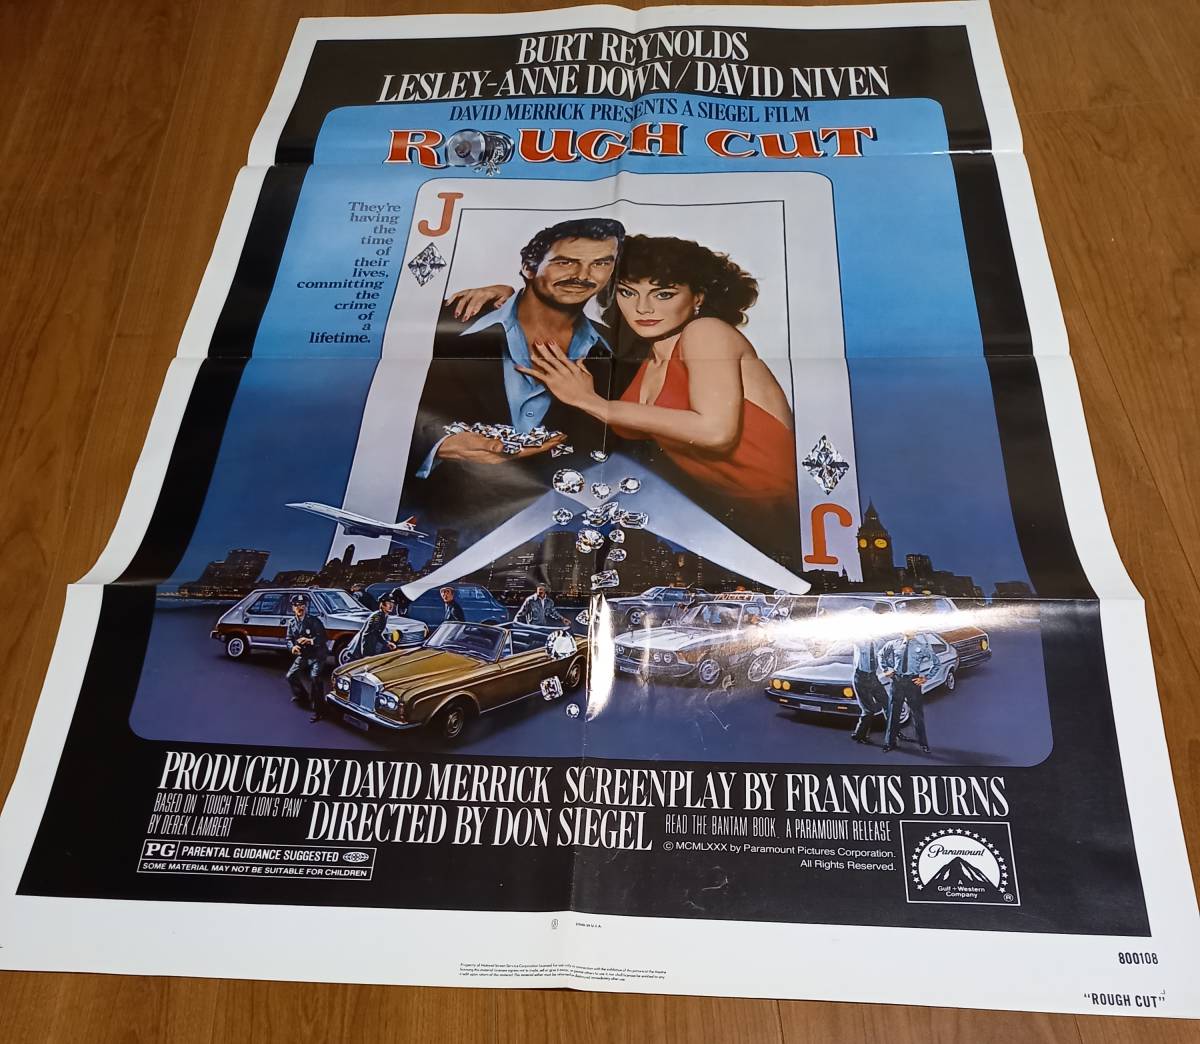 BURT REYNOLDS
LESLEY-ANNE DOWN/DAVID NIVEN
DAVID MERRICK PRESENTS A SIEGEL FILM
ROUGH CUT
They're
having
the
time
of
their
lives,
committing
the
crime
of
a
lifetime.
J
J
POLICE
PRODUCED BY DAVID MERRICK SCREENPLAY BY FRANCIS BURNS
BASED ON "TOUCH THE LION'S PAW"
BY DEREK LAMBERT
DIRECTED BY DON SIEGEL
READ THE BANTAM BOOK. A PARAMOUNT RELEASE
© MCMLXXX by Paramount Pictures Corporation.
All Rights Reserved.
PG PARENTAL GUIDANCE SUGGESTED
SOME MATERIAL MAY NOT BE SUITABLE FOR CHILDREN
Paramount
A
Gulf + Western
Company
®
800108
"ROUGH CUT"